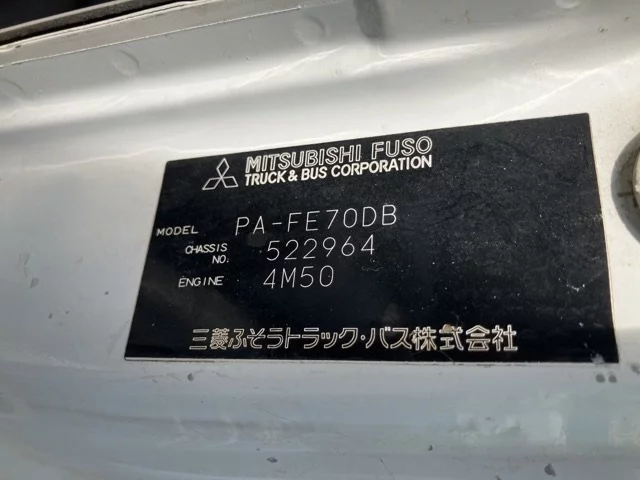 MITSUBISHI FUSO
TRUCK & BUS CORPORATION
MODEL PA-FE70DB
CHASSIS NO. 522964
ENGINE 4M50
三菱ふそうトラック・バス株式会社